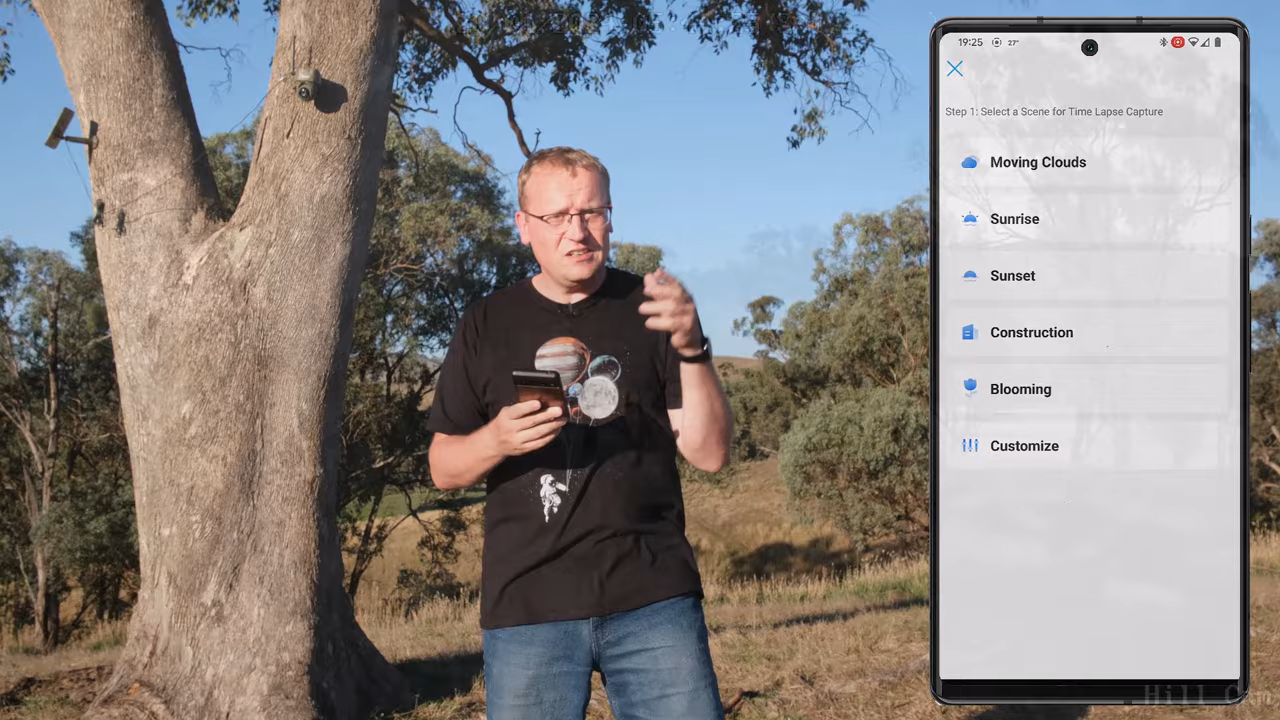 19:25 27°
Step 1: Select a Scene for Time Lapse Capture
Moving Clouds
Sunrise
Sunset
Construction
Blooming
Customize